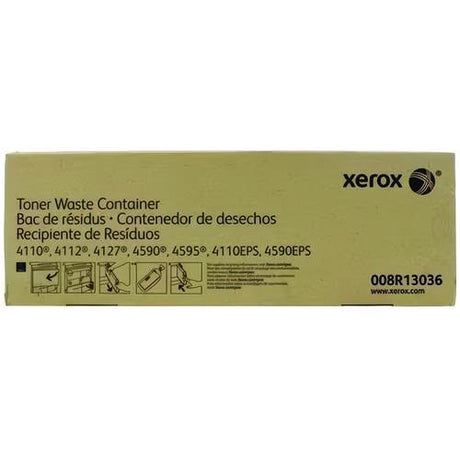 xerox
Toner Waste Container
Bac de résidus • Contenedor de desechos
Recipiente de Resíduos
4110®, 4112®, 4127®, 4590®, 4595®, 4110EPS, 4590EPS
008R13036
www.xerox.com